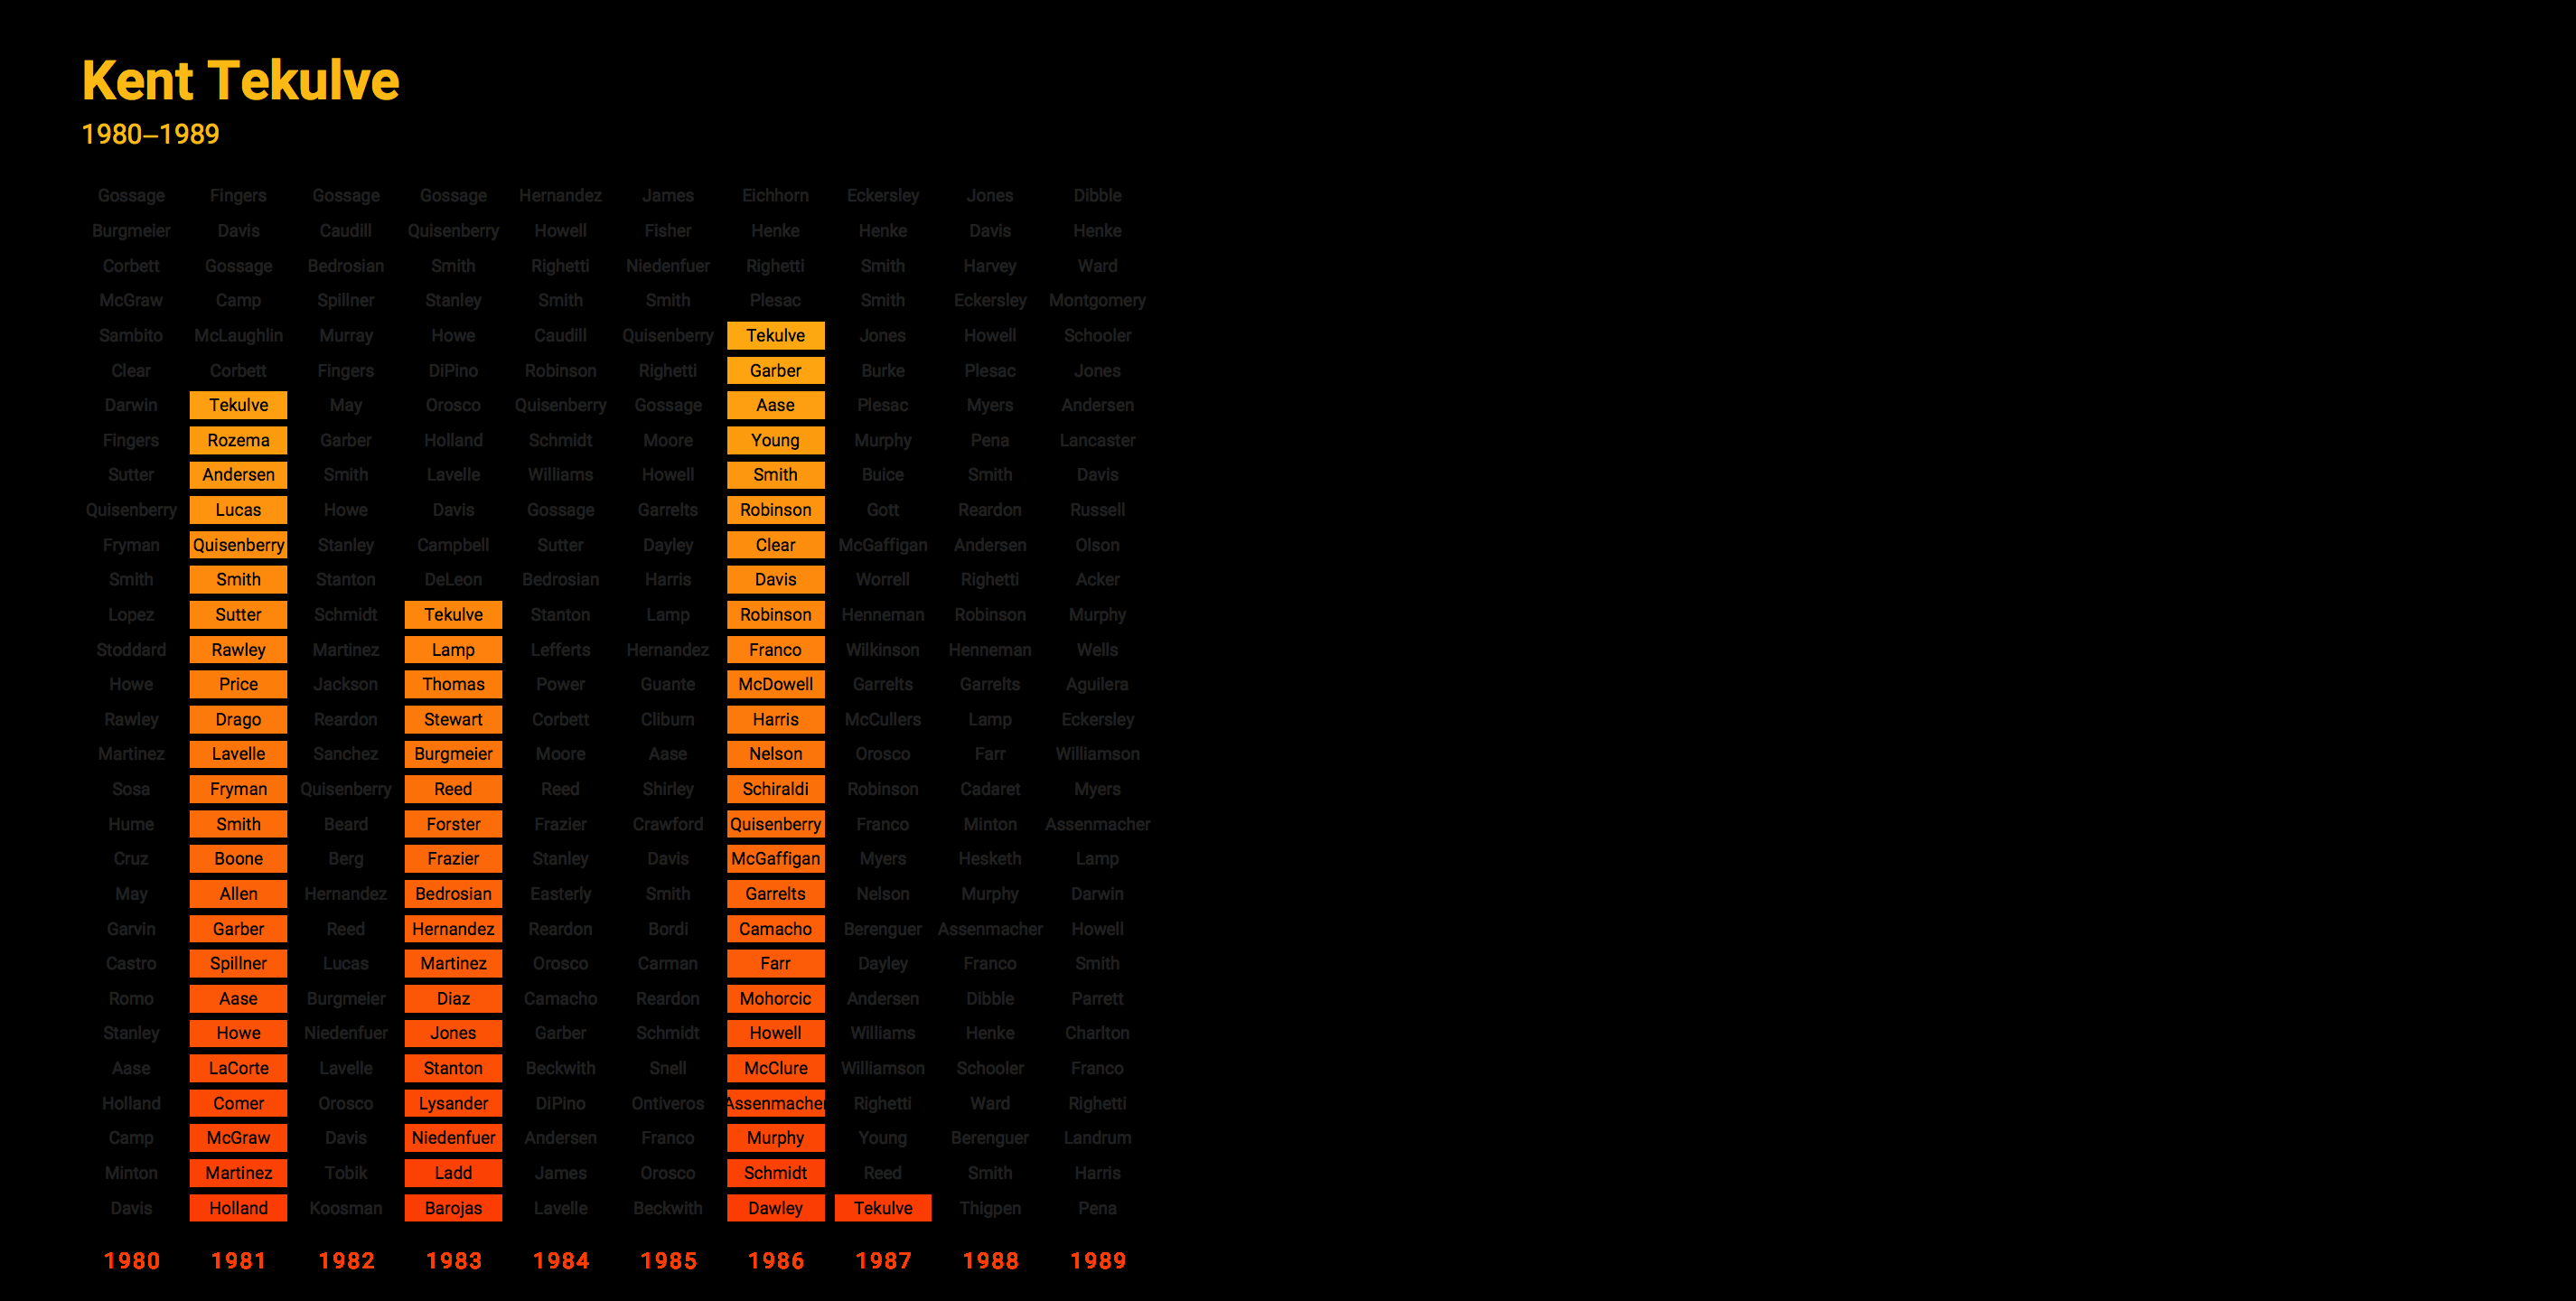 Kent Tekulve
1980–1989
Gossage Fingers Gossage Gossage Hernandez James Eichhorn Eckersley Jones Dibble
Burgmeier Davis Caudill Quisenberry Howell Fisher Henke Henke Davis Henke
Corbett Gossage Bedrosian Smith Righetti Niedenfuer Righetti Smith Harvey Ward
McGraw Camp Spillner Stanley Smith Smith Plesac Smith Eckersley Montgomery
Sambito McLaughlin Murray Howe Caudill Quisenberry Tekulve Jones Howell Schooler
Clear Corbett Fingers DiPino Robinson Righetti Garber Burke Plesac Jones
Darwin Tekulve May Orosco Quisenberry Gossage Aase Plesac Myers Andersen
Fingers Rozema Garber Holland Schmidt Moore Young Murphy Pena Lancaster
Sutter Andersen Smith Lavelle Williams Howell Smith Buice Smith Davis
Quisenberry Lucas Howe Davis Gossage Garrelts Robinson Gott Reardon Russell
Fryman Quisenberry Stanley Campbell Sutter Dayley Clear McGaffigan Andersen Olson
Smith Smith Stanton DeLeon Bedrosian Harris Davis Worrell Righetti Acker
Lopez Sutter Schmidt Tekulve Stanton Lamp Robinson Henneman Robinson Murphy
Stoddard Rawley Martinez Lamp Lefferts Hernandez Franco Wilkinson Henneman Wells
Howe Price Jackson Thomas Power Guante McDowell Garrelts Garrelts Aguilera
Rawley Drago Reardon Stewart Corbett Cliburn Harris McCullers Lamp Eckersley
Martinez Lavelle Sanchez Burgmeier Moore Aase Nelson Orosco Farr Williamson
Sosa Fryman Quisenberry Reed Reed Shirley Schiraldi Robinson Cadaret Myers
Hume Smith Beard Forster Frazier Crawford Quisenberry Franco Minton Assenmacher
Cruz Boone Berg Frazier Stanley Davis McGaffigan Myers Hesketh Lamp
May Allen Hernandez Bedrosian Easterly Smith Garrelts Nelson Murphy Darwin
Garvin Garber Reed Hernandez Reardon Bordi Camacho Berenguer Assenmacher Howell
Castro Spillner Lucas Martinez Orosco Carman Farr Dayley Franco Smith
Romo Aase Burgmeier Diaz Camacho Reardon Mohorcic Andersen Dibble Parrett
Stanley Howe Niedenfuer Jones Garber Schmidt Howell Williams Henke Charlton
Aase LaCorte Lavelle Stanton Beckwith Snell McClure Williamson Schooler Franco
Holland Comer Orosco Lysander DiPino Ontiveros Assenmacher Righetti Ward Righetti
Camp McGraw Davis Niedenfuer Andersen Franco Murphy Young Berenguer Landrum
Minton Martinez Tobik Ladd James Orosco Schmidt Reed Smith Harris
Davis Holland Koosman Barojas Lavelle Beckwith Dawley Tekulve Thigpen Pena
1980 1981 1982 1983 1984 1985 1986 1987 1988 1989